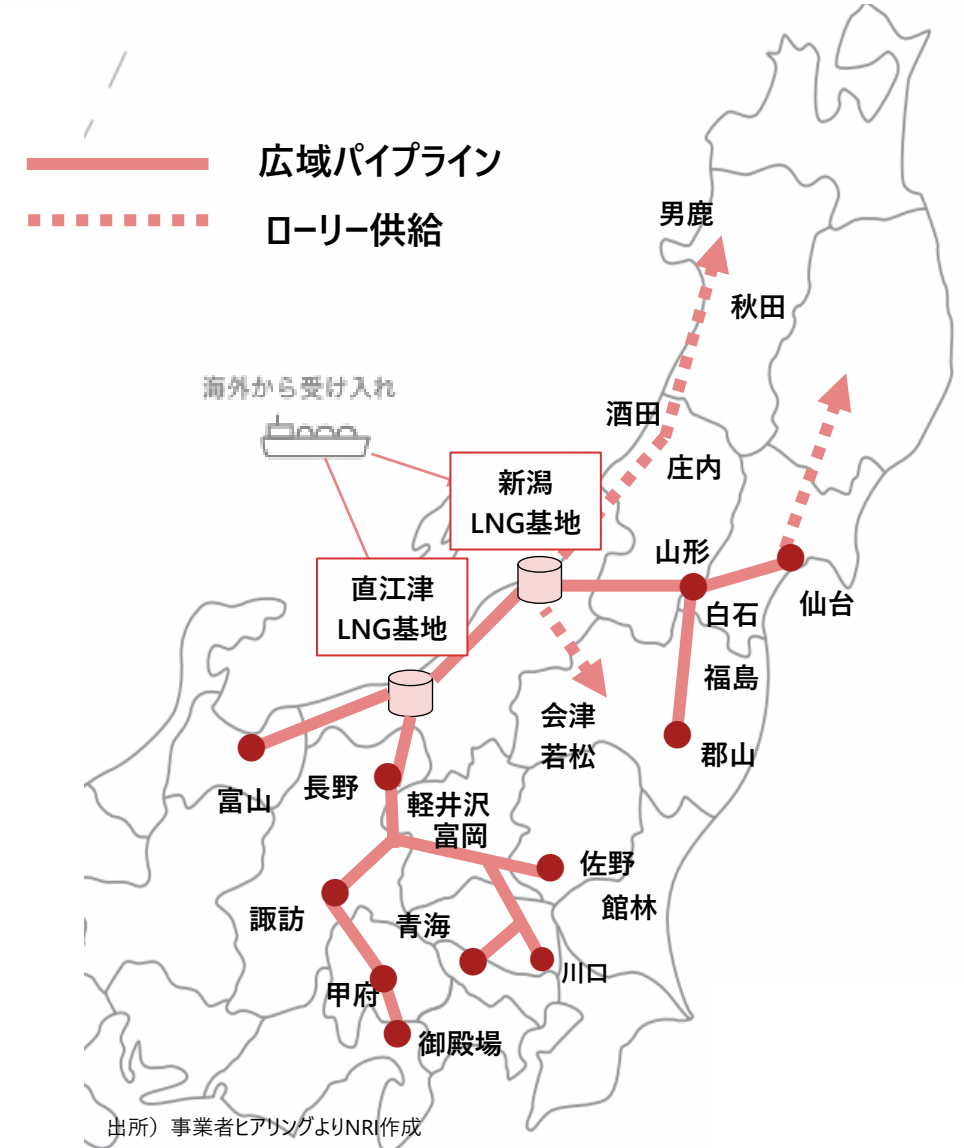 広域パイプライン
ローリー供給
男鹿
秋田
海外から受け入れ
酒田
庄内
新潟
LNG基地
山形
直江津
LNG基地
白石
仙台
福島
会津
若松
郡山
富山
長野
軽井沢
富岡
佐野
館林
諏訪
青海
川口
甲府
御殿場
出所）事業者ヒアリングよりNRI作成